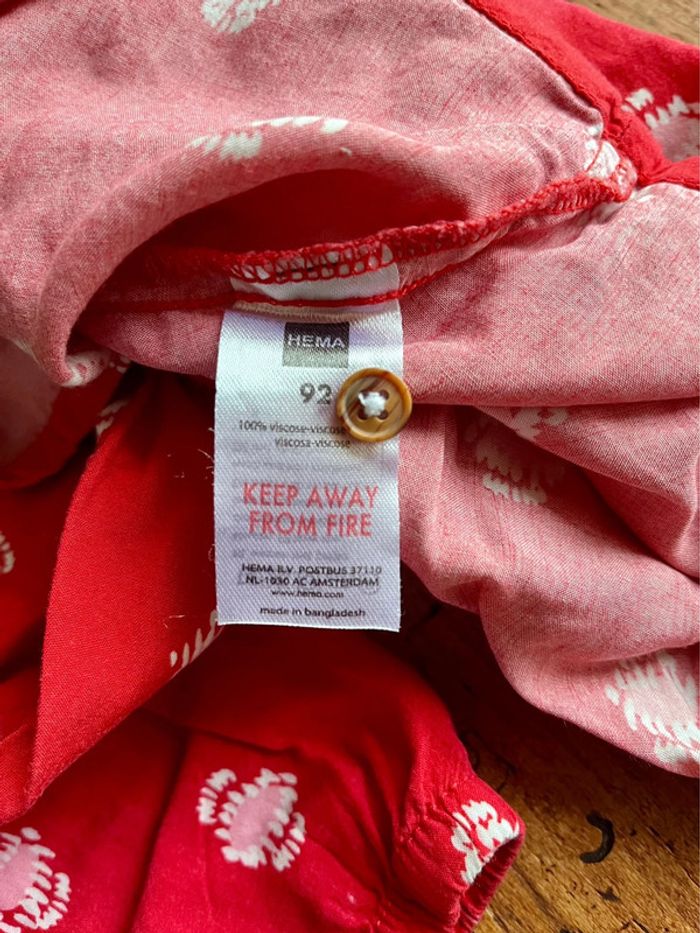 HEMA
92
100% viscose-viscose
viscosa-viscose
KEEP AWAY
FROM FIRE
HEMA B.V. POSTBUS 37110
NL-1030 AC AMSTERDAM
www.hema.com
made in bangladesh